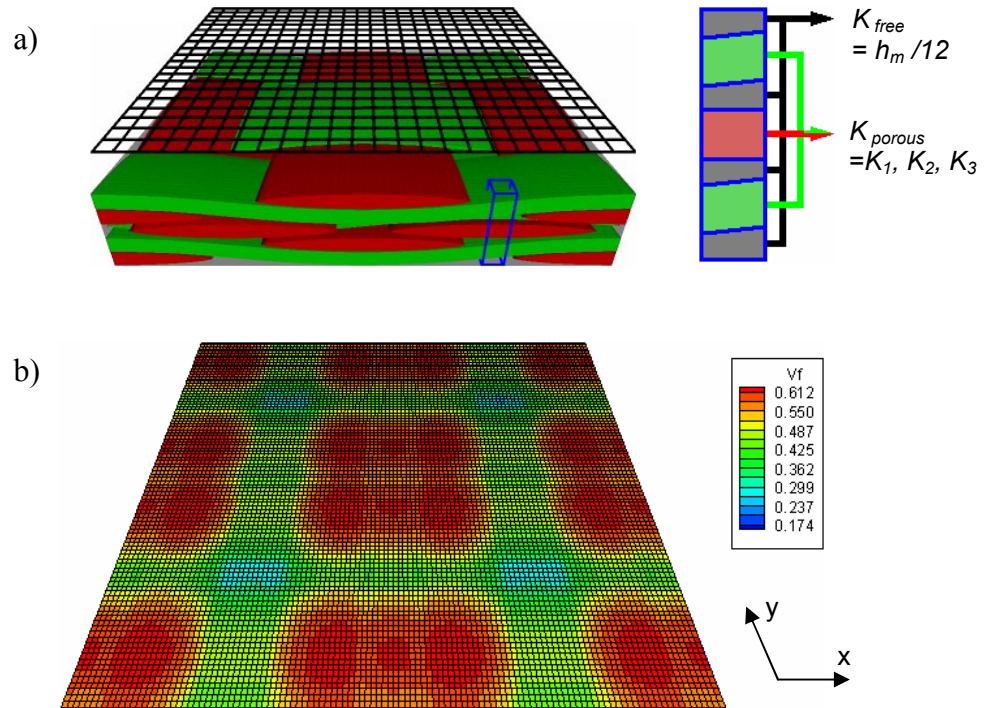 a)
K free
= h m /12
K porous
=K 1, K 2, K 3
b)
Vf
0.612
0.550
0.487
0.425
0.362
0.299
0.237
0.174
y
x